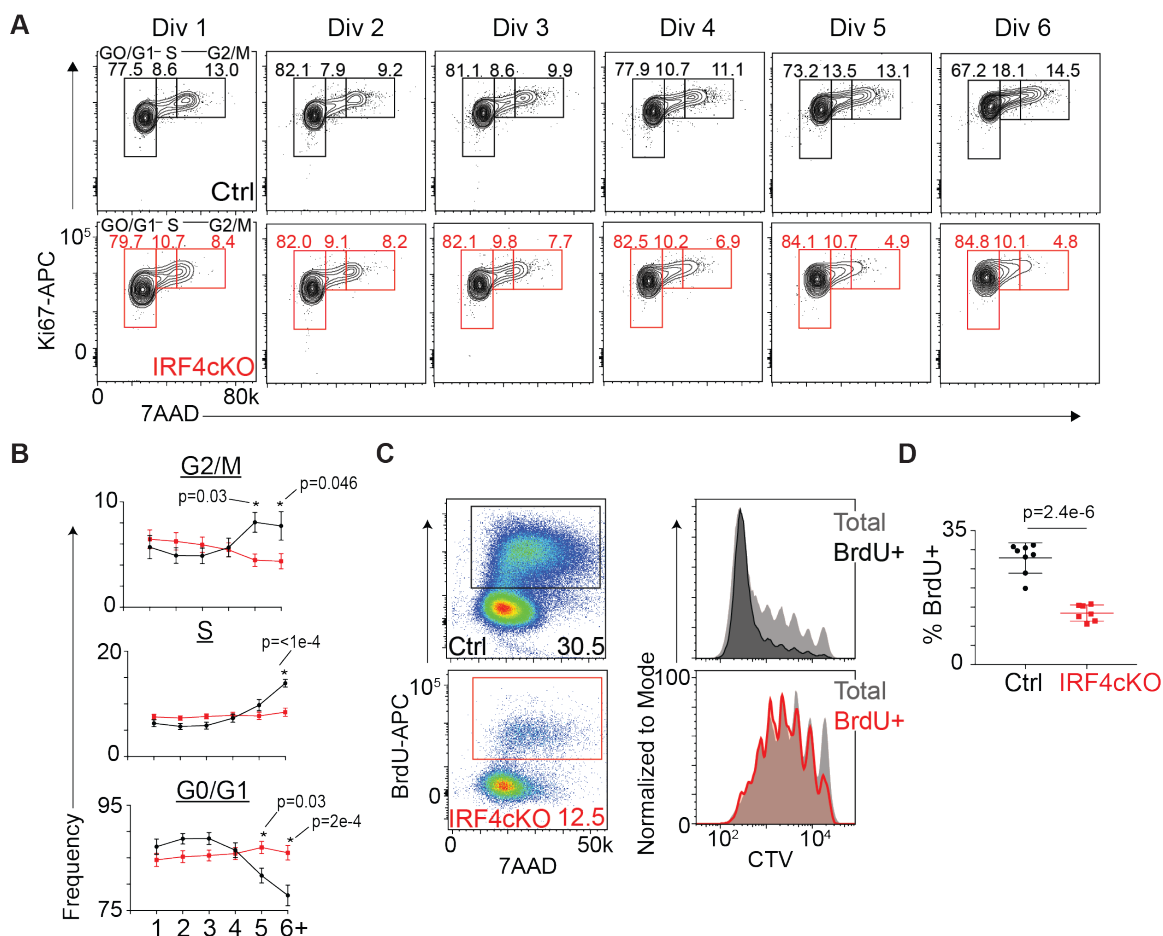 A
Div 1 Div 2 Div 3 Div 4 Div 5 Div 6
GO/G1 S G2/M
77.5 8.6 13.0 82.1 7.9 9.2 81.1 8.6 9.9 77.9 10.7 11.1 73.2 13.5 13.1 67.2 18.1 14.5
Ctrl
GO/G1 S G2/M
10⁵ 79.7 10.7 8.4 82.0 9.1 8.2 82.1 9.8 7.7 82.5 10.2 6.9 84.1 10.7 4.9 84.8 10.1 4.8
Ki67-APC
0
IRF4cKO
0 80k
7AAD
B
G2/M
p=0.03 * * p=0.046
10
0
S
p=<1e-4
*
20
0
G0/G1
p=0.03
* * p=2e-4
95
75
Frequency
1 2 3 4 5 6+
C
Ctrl 30.5
10⁵
BrdU-APC
0
IRF4cKO 12.5
0 50k
7AAD
Total
BrdU+
Normalized to Mode
100
Total
BrdU+
0
10² 10⁴
CTV
D
p=2.4e-6
35
% BrdU+
0
Ctrl IRF4cKO